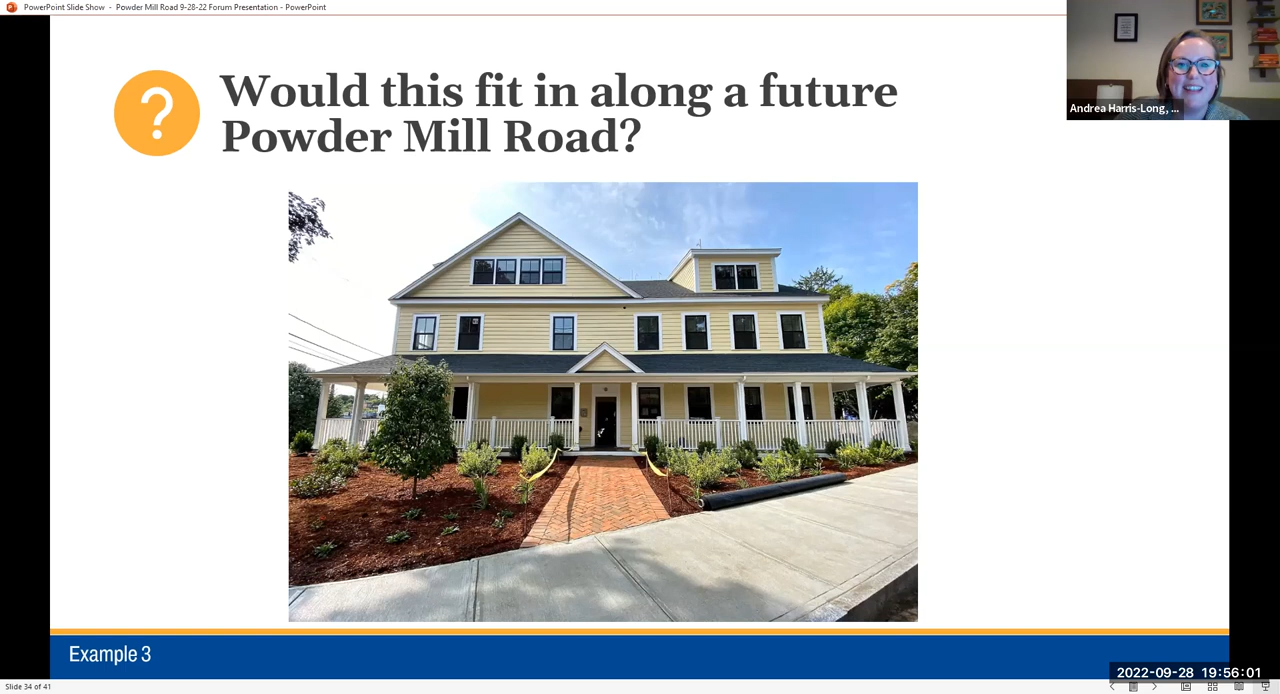 PowerPoint Slide Show - Powder Mill Road 9-28-22 Forum Presentation - PowerPoint
?
Would this fit in along a future
Powder Mill Road?
Andrea Harris-Long, ...
Example 3
2022-09-28 19:56:01
Slide 34 of 41